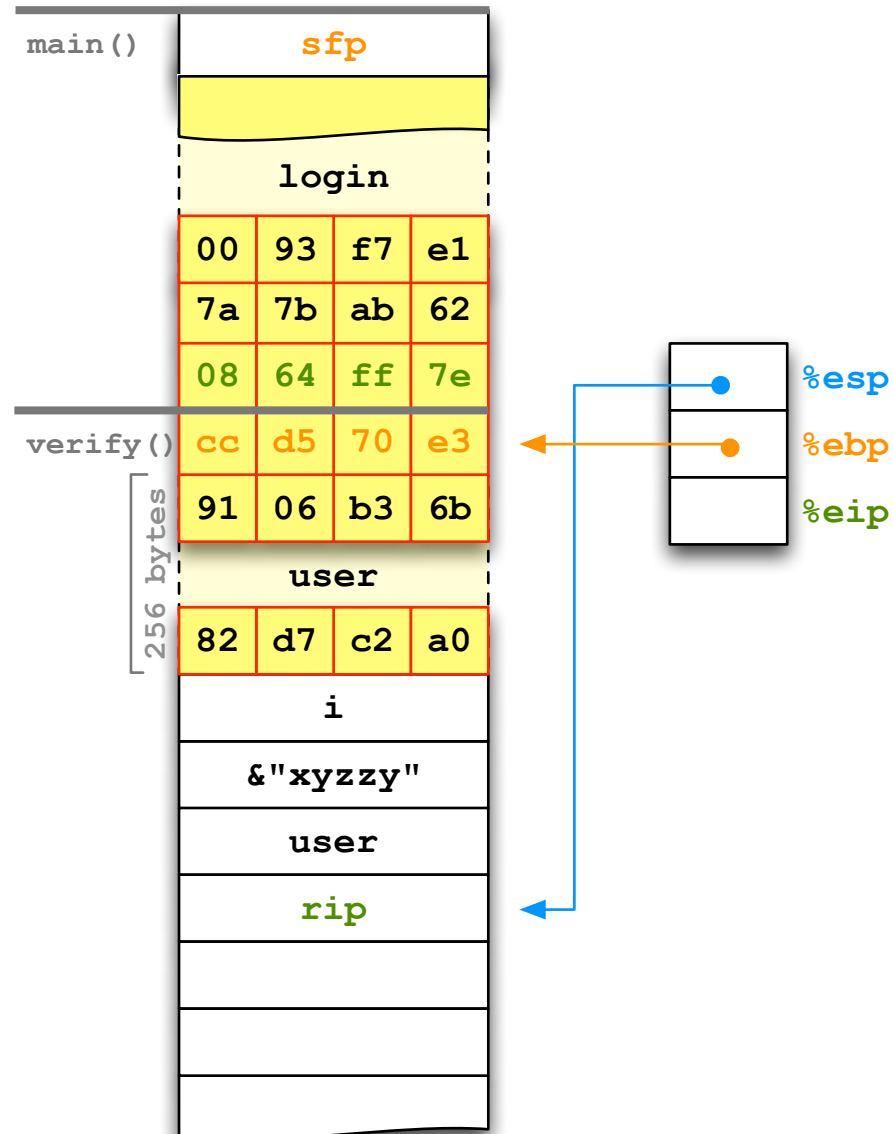 main() sfp
login
00 93 f7 e1
7a 7b ab 62
08 64 ff 7e %esp
verify() cc d5 70 e3 %ebp
91 06 b3 6b %eip
256 bytes
user
82 d7 c2 a0
i
&"xyzzy"
user
rip